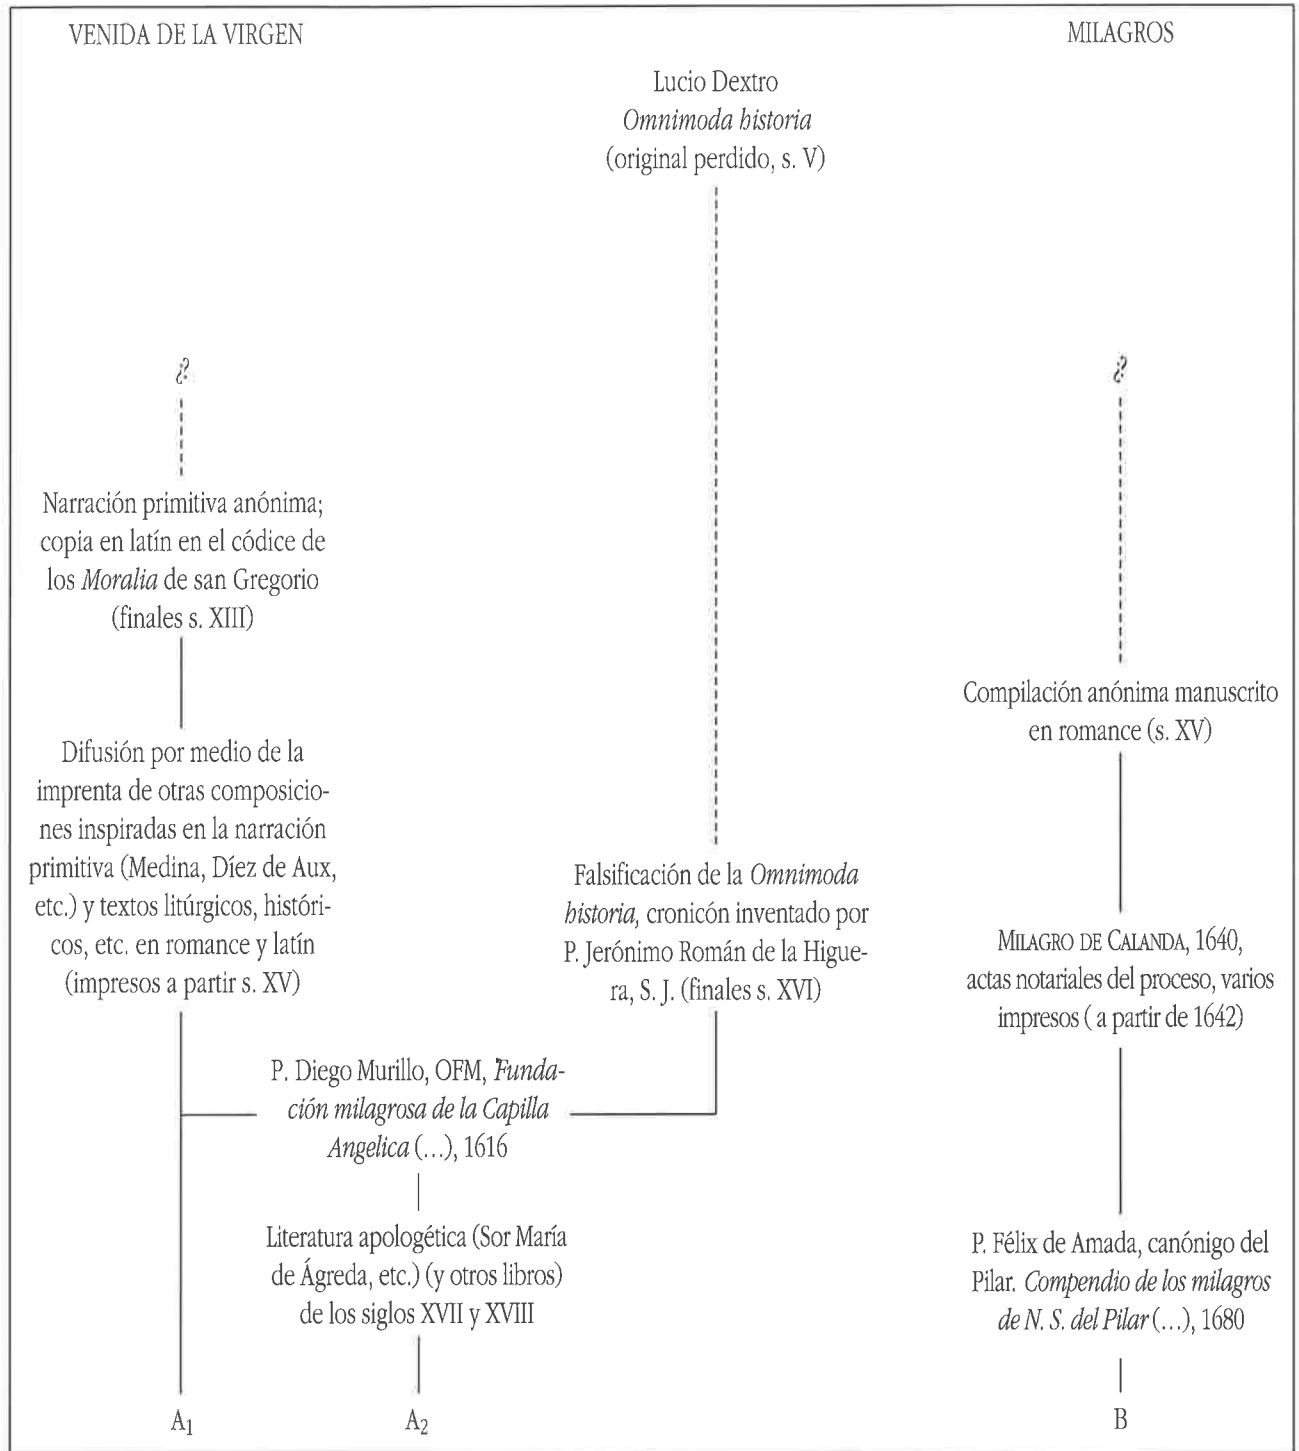 VENIDA DE LA VIRGEN
MILAGROS
Lucio Dextro
Omnimoda historia
(original perdido, s. V)
¿?
¿?
Narración primitiva anónima;
copia en latín en el códice de
los Moralia de san Gregorio
(finales s. XIII)
Compilación anónima manuscrito
en romance (s. XV)
Difusión por medio de la
imprenta de otras composicio-
nes inspiradas en la narración
primitiva (Medina, Díez de Aux,
etc.) y textos litúrgicos, históri-
cos, etc. en romance y latín
(impresos a partir s. XV)
Falsificación de la Omnimoda
historia, cronicón inventado por
P. Jerónimo Román de la Higue-
ra, S. J. (finales s. XVI)
MILAGRO DE CALANDA, 1640,
actas notariales del proceso, varios
impresos ( a partir de 1642)
P. Diego Murillo, OFM, Funda-
ción milagrosa de la Capilla
Angelica (...), 1616
Literatura apologética (Sor María
de Ágreda, etc.) (y otros libros)
de los siglos XVII y XVIII
P. Félix de Amada, canónigo del
Pilar. Compendio de los milagros
de N. S. del Pilar (...), 1680
A1
A2
B